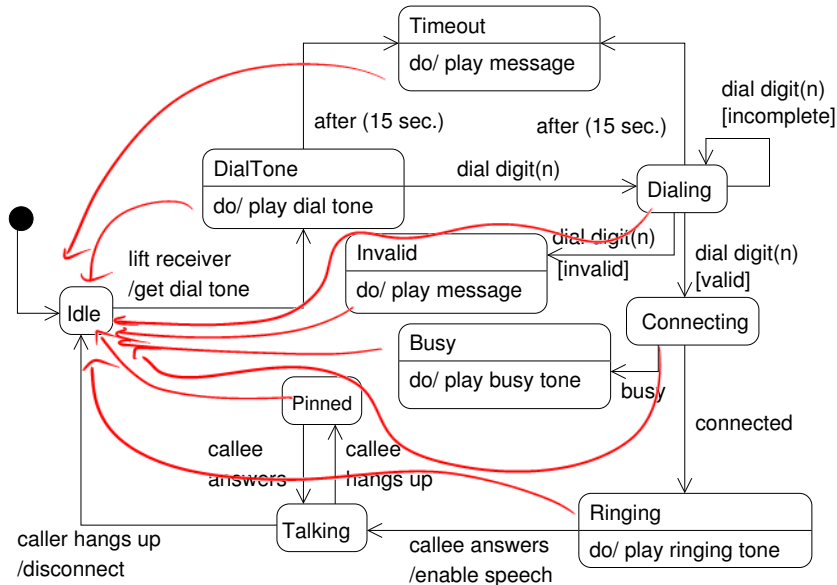 Timeout
do/ play message
after (15 sec.)
after (15 sec.)
dial digit(n)
[incomplete]
DialTone
do/ play dial tone
dial digit(n)
Dialing
lift receiver
/get dial tone
Invalid
do/ play message
dial digit(n)
[invalid]
dial digit(n)
[valid]
Idle
Connecting
Busy
do/ play busy tone
busy
Pinned
connected
callee
answers
callee
hangs up
Talking
Ringing
do/ play ringing tone
caller hangs up
/disconnect
callee answers
/enable speech